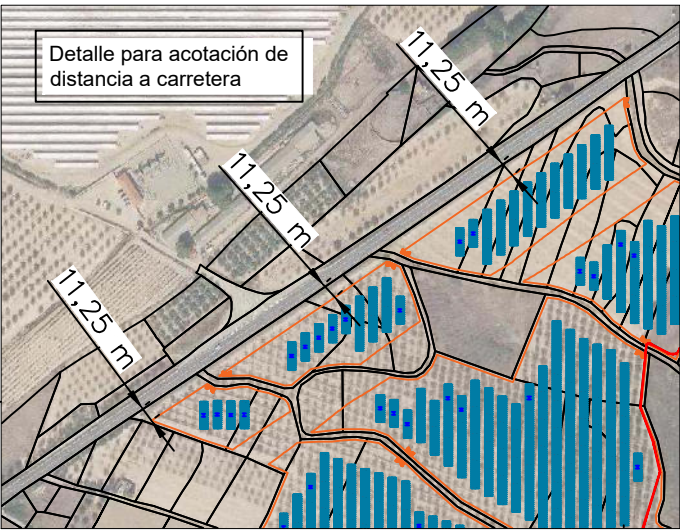 Detalle para acotación de
distancia a carretera
11,25 m
11,25 m
11,25 m